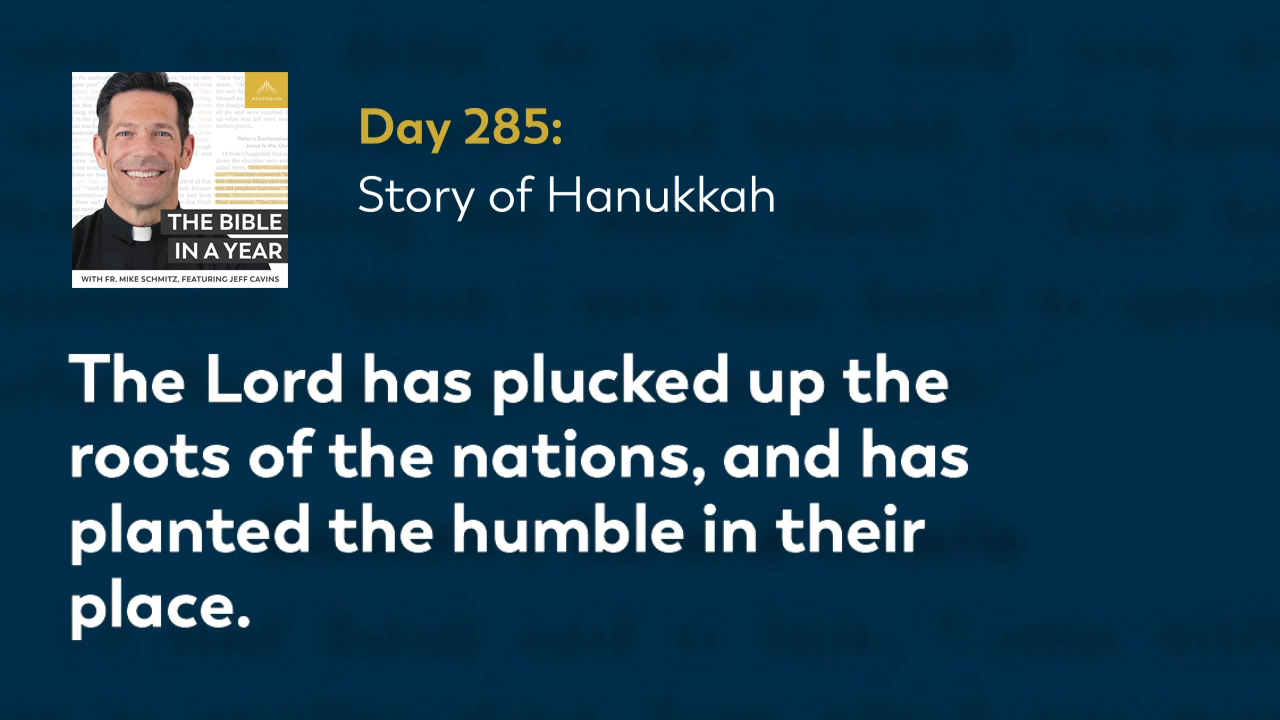 ASCENSION
THE BIBLE
IN A YEAR
WITH FR. MIKE SCHMITZ, FEATURING JEFF CAVINS
Day 285:
Story of Hanukkah
The Lord has plucked up the
roots of the nations, and has
planted the humble in their
place.